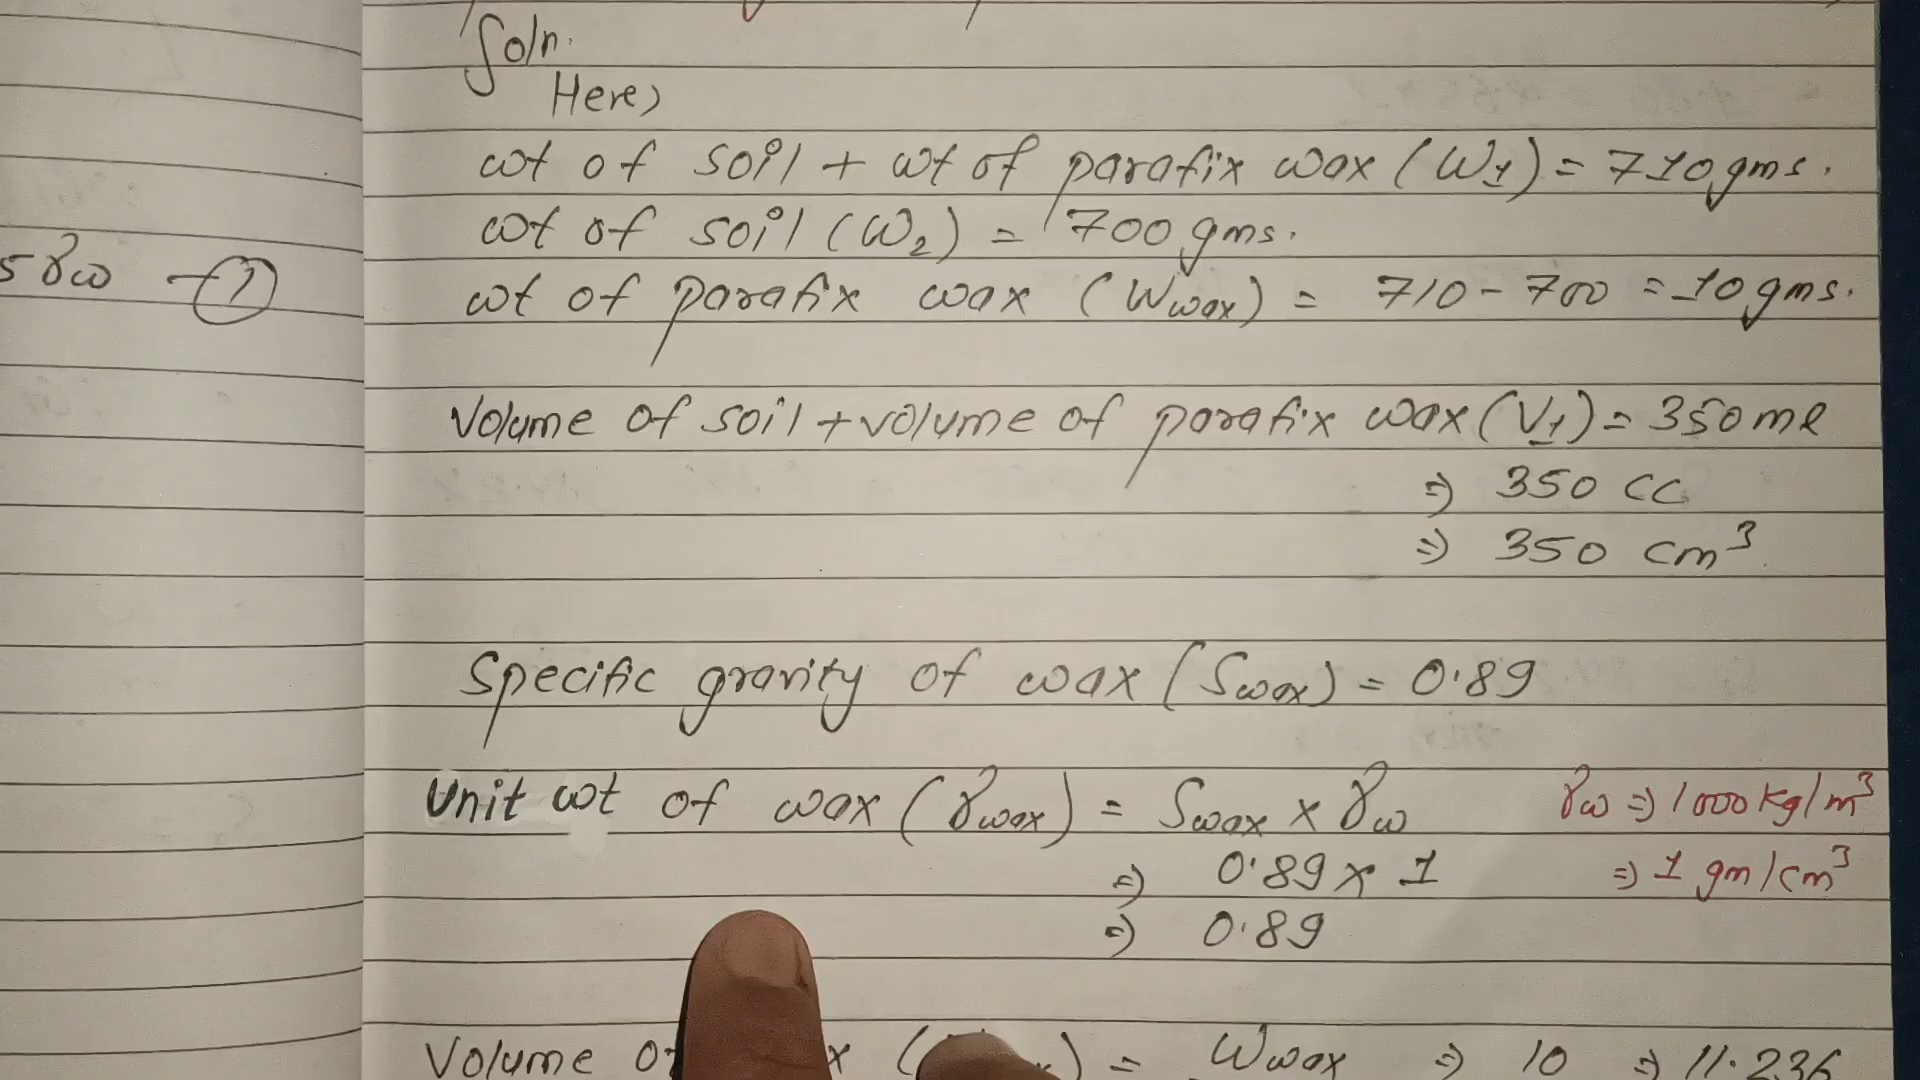 Soln.
Here,
wt of soil + wt of parafix wax (W1) = 710 gms.
wt of soil (W2) = 700 gms.
5γw - 1
wt of parafix wax (Wwax) = 710 - 700 = 10 gms.
Volume of soil + volume of parafix wax (V1) = 350 ml
⇒ 350 CC
⇒ 350 cm³
Specific gravity of wax (Swax) = 0.89
Unit wt of wax (γwax) = Swax x γw γw ⇒ 1000 kg/m³
⇒ 0.89 x 1 ⇒ 1 gm/cm³
⇒ 0.89
Volume = Wwax ⇒ 10 ⇒ 11.236